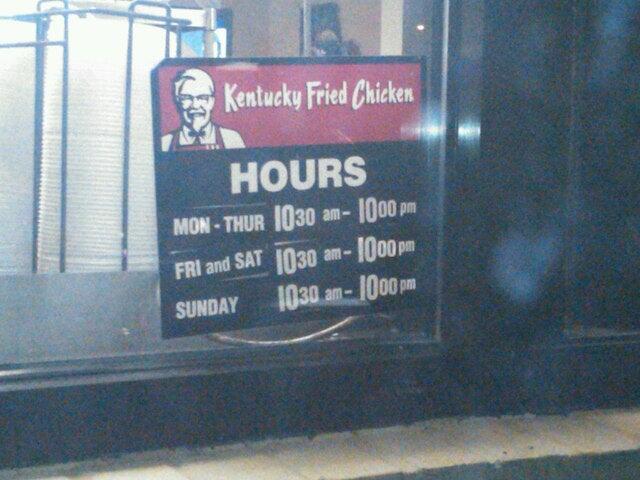 Kentucky Fried Chicken
HOURS
MON - THUR 1030 am - 1000 pm
FRI and SAT 1030 am - 1000 pm
SUNDAY 1030 am - 1000 pm